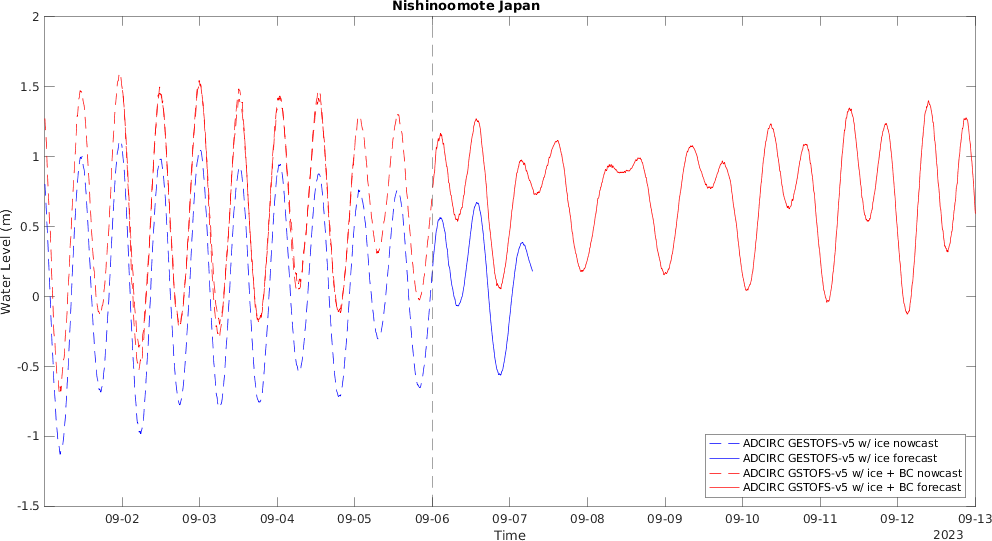 Nishinoomote Japan
2
1.5
1
0.5
0
-0.5
-1
-1.5
Water Level (m)
09-02 09-03 09-04 09-05 09-06 09-07 09-08 09-09 09-10 09-11 09-12 09-13
Time
2023
ADCIRC GESTOFS-v5 w/ ice nowcast
ADCIRC GESTOFS-v5 w/ ice forecast
ADCIRC GSTOFS-v5 w/ ice + BC nowcast
ADCIRC GSTOFS-v5 w/ ice + BC forecast